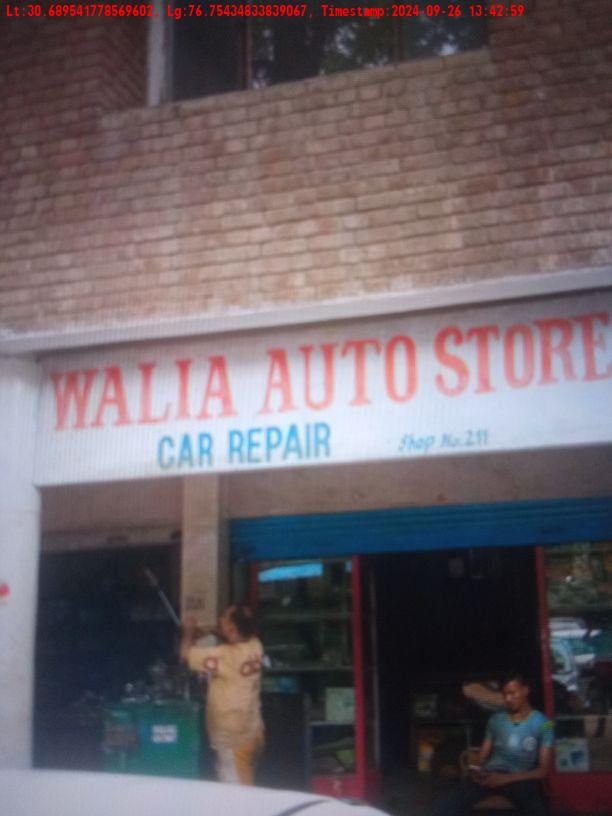 Lt:30.689541778569602, Lg:76.75434833839067, Timestamp:2024-09-26 13:42:59
WALIA AUTO STORE
CAR REPAIR
Shop No. 211